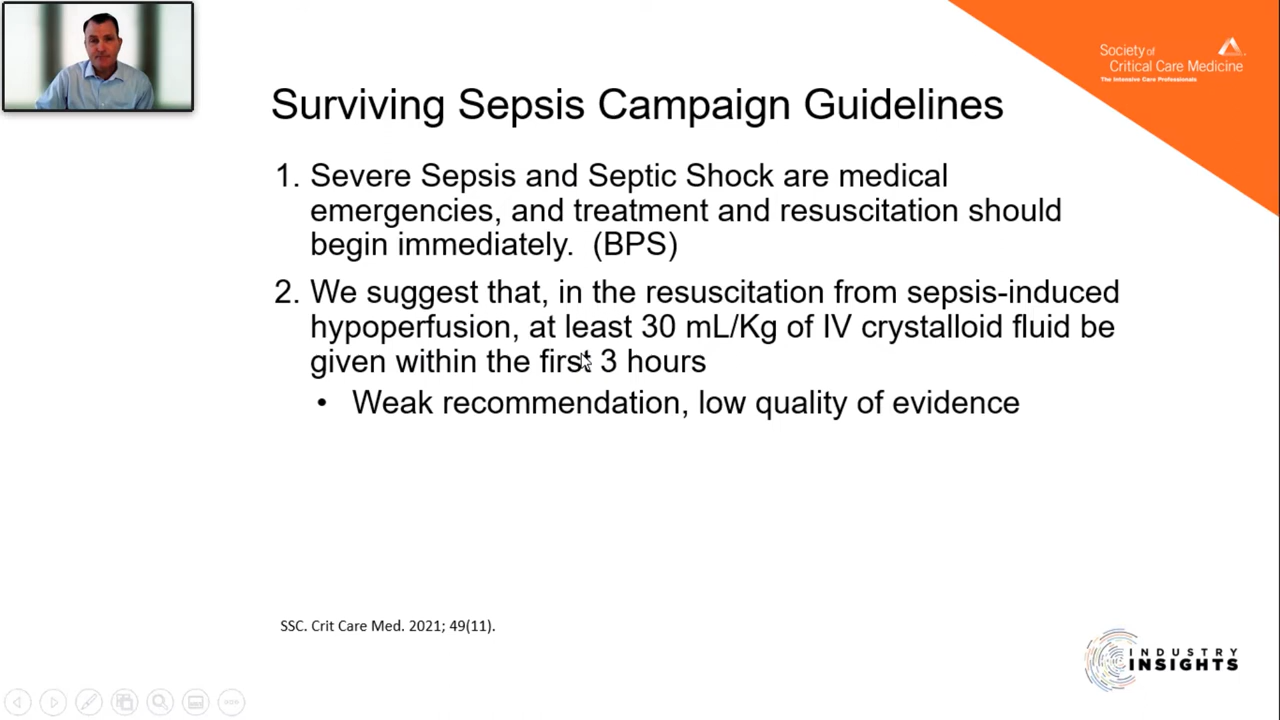 Society of
Critical Care Medicine
The Intensive Care Professionals
Surviving Sepsis Campaign Guidelines
1. Severe Sepsis and Septic Shock are medical
emergencies, and treatment and resuscitation should
begin immediately.  (BPS)
2. We suggest that, in the resuscitation from sepsis-induced
hypoperfusion, at least 30 mL/Kg of IV crystalloid fluid be
given within the first 3 hours
• Weak recommendation, low quality of evidence
SSC. Crit Care Med. 2021; 49(11).
INDUSTRY
INSIGHTS